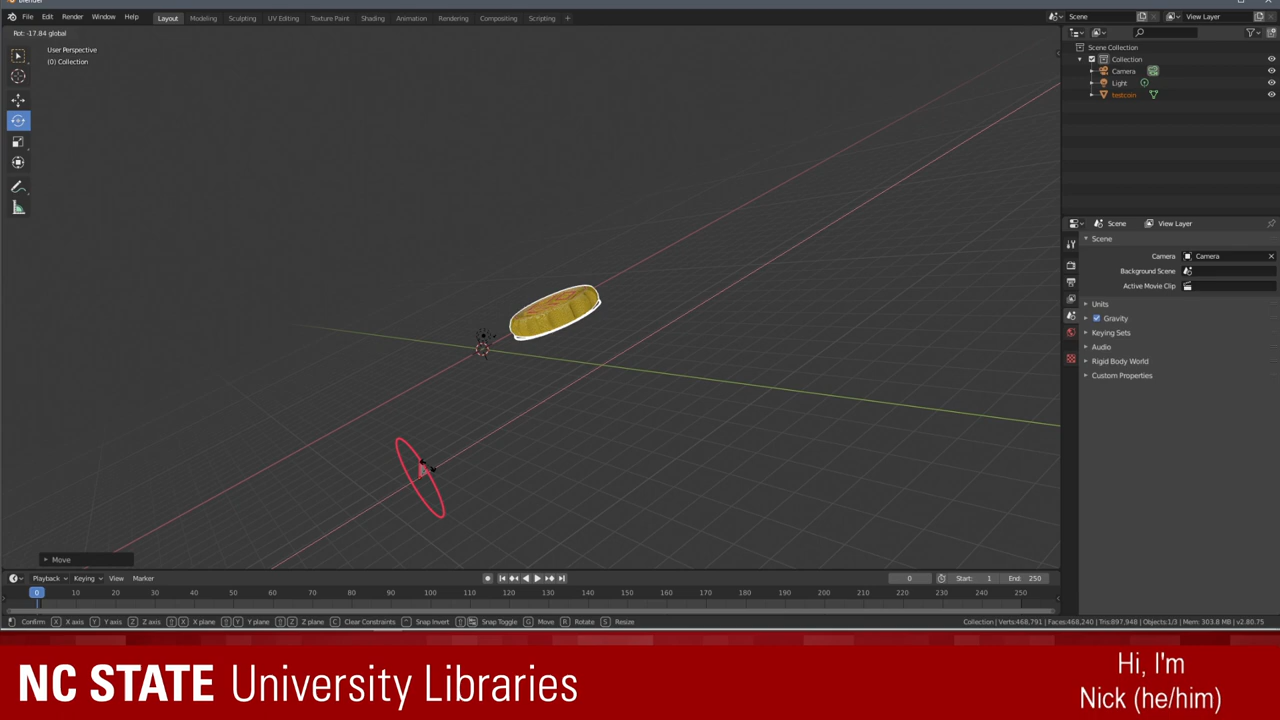 Blender
File Edit Render Window Help Layout Modeling Sculpting UV Editing Texture Paint Shading Animation Rendering Compositing Scripting + Scene View Layer
Rot: -17.84 global
User Perspective
(0) Collection
Scene Collection
Collection
Camera
Light
testcoin
Scene View Layer
Scene
Camera Camera
Background Scene
Active Movie Clip
Units
Gravity
Keying Sets
Audio
Rigid Body World
Custom Properties
Move
Playback Keying View Marker 0 Start: 1 End: 250
0 10 20 30 40 50 60 70 80 90 100 110 120 130 140 150 160 170 180 190 200 210 220 230 240 250
Confirm X X axis Y Y axis Z Z axis X X plane Y Y plane Z Z plane C Clear Constraints Snap Invert Snap Toggle G Move R Rotate S Resize Collection | Verts:468,791 | Faces:468,240 | Tris:897,948 | Objects:1/3 | Mem: 303.8 MB | v2.80.75
NC STATE University Libraries
Hi, I'm
Nick (he/him)